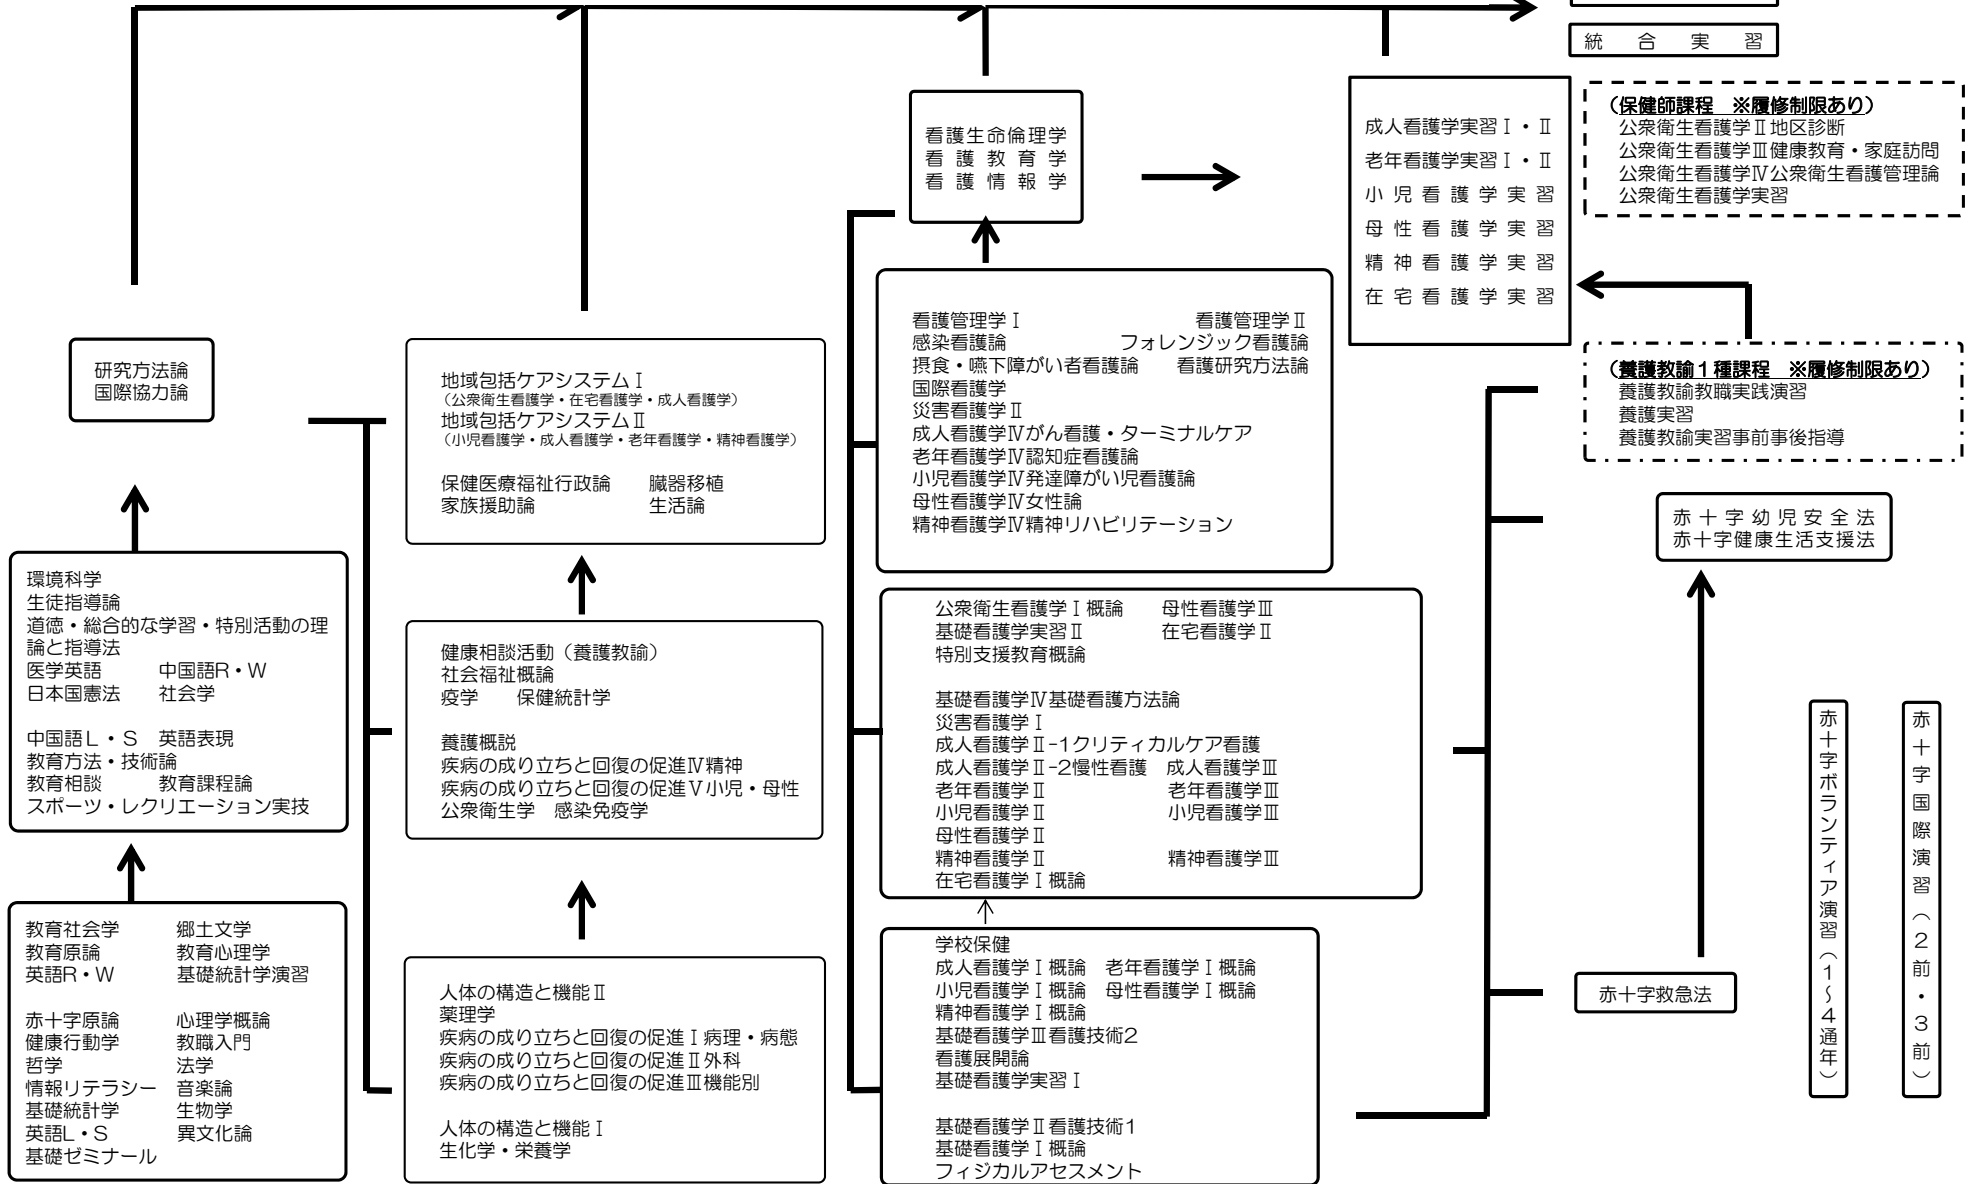 統合実習
看護生命倫理学
看護教育学
看護情報学
成人看護学実習Ⅰ・Ⅱ
老年看護学実習Ⅰ・Ⅱ
小児看護学実習
母性看護学実習
精神看護学実習
在宅看護学実習
（保健師課程　※履修制限あり）
公衆衛生看護学Ⅱ地区診断
公衆衛生看護学Ⅲ健康教育・家庭訪問
公衆衛生看護学Ⅳ公衆衛生看護管理論
公衆衛生看護学実習
研究方法論
国際協力論
地域包括ケアシステムⅠ
（公衆衛生看護学・在宅看護学・成人看護学）
地域包括ケアシステムⅡ
（小児看護学・成人看護学・老年看護学・精神看護学）
保健医療福祉行政論　臓器移植
家族援助論　生活論
看護管理学Ⅰ　看護管理学Ⅱ
感染看護論　フォレンジック看護論
摂食・嚥下障がい者看護論　看護研究方法論
国際看護学
災害看護学Ⅱ
成人看護学Ⅳがん看護・ターミナルケア
老年看護学Ⅳ認知症看護論
小児看護学Ⅳ発達障がい児看護論
母性看護学Ⅳ女性論
精神看護学Ⅳ精神リハビリテーション
（養護教諭１種課程　※履修制限あり）
養護教諭教職実践演習
養護実習
養護教諭実習事前事後指導
赤十字幼児安全法
赤十字健康生活支援法
環境科学
生徒指導論
道徳・総合的な学習・特別活動の理
論と指導法
医学英語　中国語R・W
日本国憲法　社会学
中国語L・S　英語表現
教育方法・技術論
教育相談　教育課程論
スポーツ・レクリエーション実技
健康相談活動（養護教諭）
社会福祉概論
疫学　保健統計学
養護概説
疾病の成り立ちと回復の促進Ⅳ精神
疾病の成り立ちと回復の促進Ⅴ小児・母性
公衆衛生学　感染免疫学
公衆衛生看護学Ⅰ概論　母性看護学Ⅲ
基礎看護学実習Ⅱ　在宅看護学Ⅱ
特別支援教育概論
基礎看護学Ⅳ基礎看護方法論
災害看護学Ⅰ
成人看護学Ⅱ-1クリティカルケア看護
成人看護学Ⅱ-2慢性看護　成人看護学Ⅲ
老年看護学Ⅱ　老年看護学Ⅲ
小児看護学Ⅱ　小児看護学Ⅲ
母性看護学Ⅱ
精神看護学Ⅱ　精神看護学Ⅲ
在宅看護学Ⅰ概論
赤十字ボランティア演習（１～４通年）
赤十字国際演習（２前・３前）
教育社会学　郷土文学
教育原論　教育心理学
英語R・W　基礎統計学演習
赤十字原論　心理学概論
健康行動学　教職入門
哲学　法学
情報リテラシー　音楽論
基礎統計学　生物学
英語L・S　異文化論
基礎ゼミナール
人体の構造と機能Ⅱ
薬理学
疾病の成り立ちと回復の促進Ⅰ病理・病態
疾病の成り立ちと回復の促進Ⅱ外科
疾病の成り立ちと回復の促進Ⅲ機能別
人体の構造と機能Ⅰ
生化学・栄養学
学校保健
成人看護学Ⅰ概論　老年看護学Ⅰ概論
小児看護学Ⅰ概論　母性看護学Ⅰ概論
精神看護学Ⅰ概論
基礎看護学Ⅲ看護技術2
看護展開論
基礎看護学実習Ⅰ
基礎看護学Ⅱ看護技術1
基礎看護学Ⅰ概論
フィジカルアセスメント
赤十字救急法